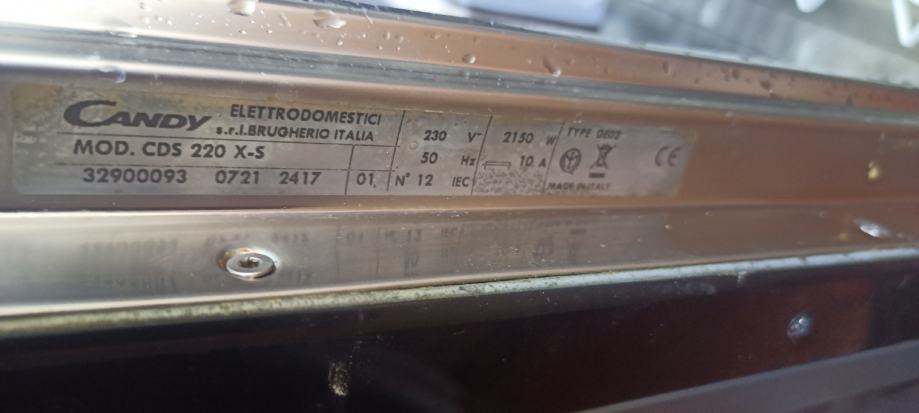 CANDY ELETTRODOMESTICI
s.r.l. BRUGHERIO ITALIA
MOD. CDS 220 X-S
32900093 0721 2417 01
230 V~
50 Hz
N° 12 IEC
2150 W
10 A
TYPE DE02
CE
MADE IN ITALY